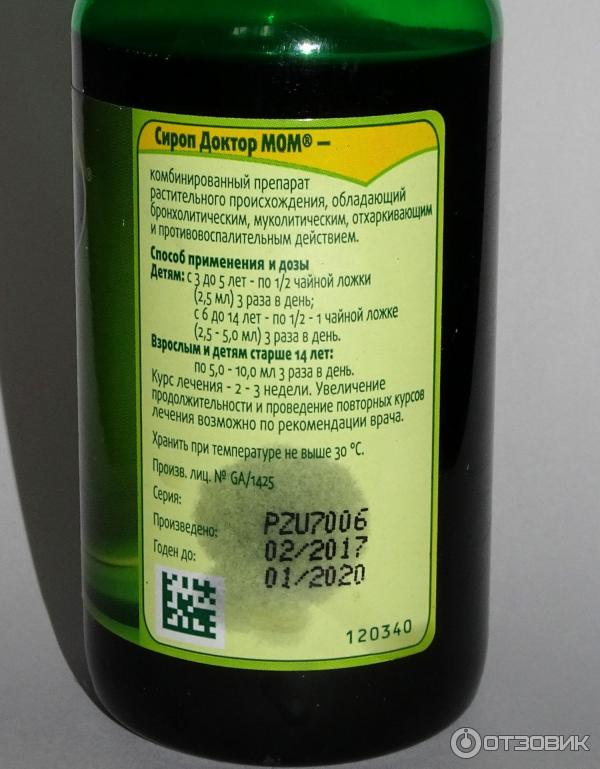 Сироп Доктор МОМ® –
комбинированный препарат
растительного происхождения, обладающий
бронхолитическим, муколитическим, отхаркивающим
и противовоспалительным действием.
Способ применения и дозы
Детям: с 3 до 5 лет - по 1/2 чайной ложки
(2,5 мл) 3 раза в день;
с 6 до 14 лет - по 1/2 - 1 чайной ложке
(2,5 - 5,0 мл) 3 раза в день.
Взрослым и детям старше 14 лет:
по 5,0 - 10,0 мл 3 раза в день.
Курс лечения - 2 - 3 недели. Увеличение
продолжительности и проведение повторных курсов
лечения возможно по рекомендации врача.
Хранить при температуре не выше 30 °C.
Произв. лиц. № GA/1425
Серия: PZU7006
Произведено: 02/2017
Годен до: 01/2020
120340
ОТЗОВИК